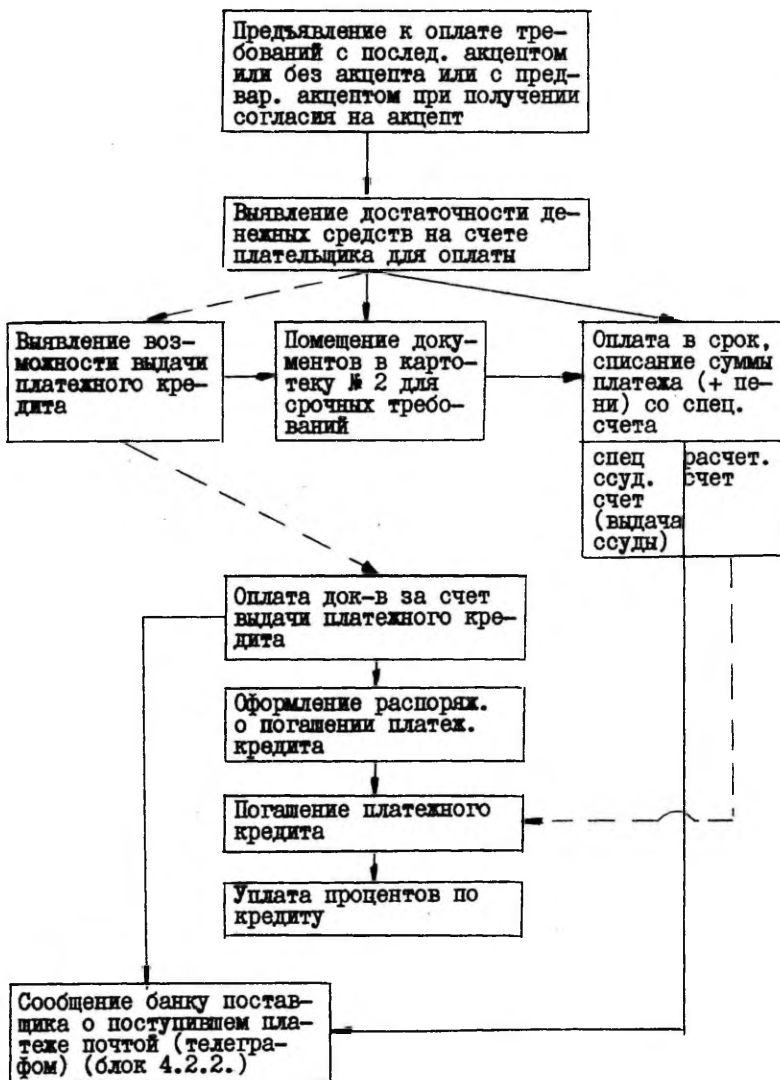 Предъявление к оплате тре-
бований с послед. акцептом
или без акцепта или с пред-
вар. акцептом при получении
согласия на акцепт
Выявление достаточности де-
нежных средств на счете
плательщика для оплаты
Выявление воз-
можности выдачи
платежного кре-
дита
Помещение доку-
ментов в карто-
теку № 2 для
срочных требо-
ваний
Оплата в срок,
списание суммы
платежа (+ пе-
ни) со спец.
счета
спец
ссуд.
счет
(выдача
ссуды)
расчет.
счет
Оплата док-в за счет
выдачи платежного кре-
дита
Оформление распоряж.
о погашении платеж.
кредита
Погашение платежного
кредита
Уплата процентов по
кредиту
Сообщение банку постав-
щика о поступившем пла-
теже почтой (телегра-
фом) (блок 4.2.2.)